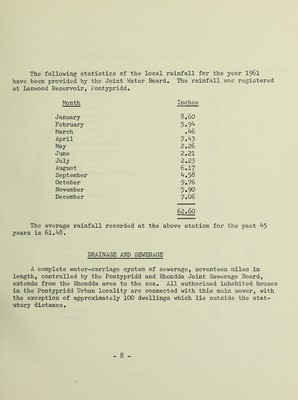 The following statistics of the local rainfall for the year 1961
have been provided by the Joint Water Board. The rainfall was registered
at Lanwood Reservoir, Pontypridd.
Month Inches
January 8.60
February 5.94
March .46
April 7.43
May 2.26
June 2.21
July 2.23
August 6.17
September 4.58
October 9.76
November 5.90
December 7.06
62.60
The average rainfall recorded at the above station for the past 45
years is 61.48.
DRAINAGE AND SEWERAGE
A complete water-carriage system of sewerage, seventeen miles in
length, controlled by the Pontypridd and Rhondda Joint Sewerage Board,
extends from the Rhondda area to the sea. All authorised inhabited houses
in the Pontypridd Urban locality are connected with this main sewer, with
the exception of approximately 100 dwellings which lie outside the stat-
utory distance.
- 8 -